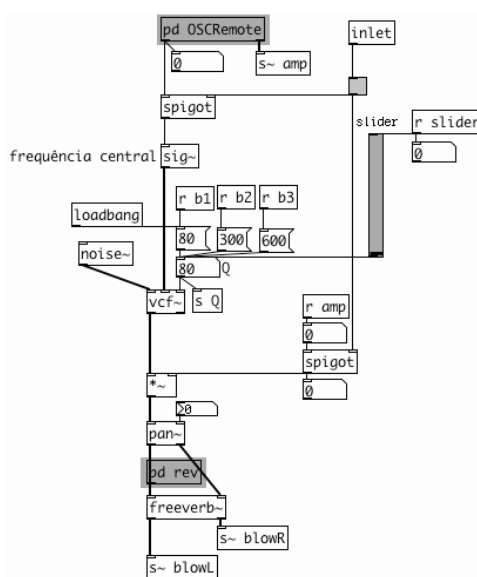 pd OSCRemote
inlet
0
s~ amp
spigot
slider
r slider
0
frequência central
sig~
r b1
r b2
r b3
loadbang
80
300
600
noise~
80
Q
vcf~
s Q
r amp
0
spigot
*~
0
>0
pan~
pd rev
freeverb~
s~ blowR
s~ blowL